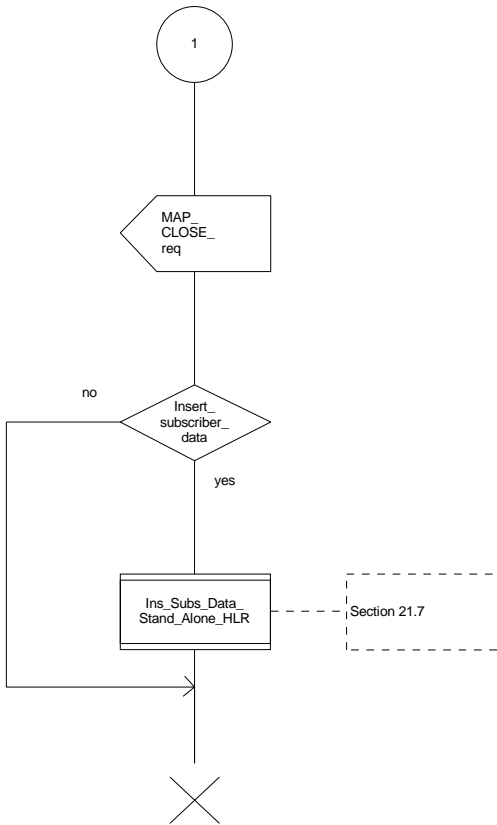 1
MAP_
CLOSE_
req
no
Insert_
subscriber_
data
yes
Ins_Subs_Data_
Stand_Alone_HLR
Section 21.7